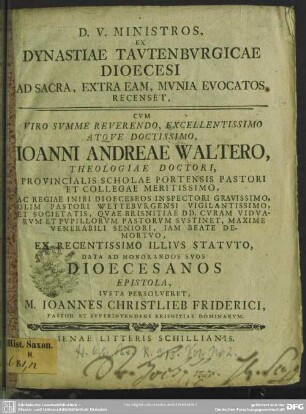 D. V. MINISTROS,
EX
DYNASTIAE TAVTENBVRGICAE
DIOECESI
AD SACRA, EXTRA EAM, MVNIA EVOCATOS,
RECENSET,
CVM
VIRO SVMME REVERENDO, EXCELLENTISSIMO
ATQVE DOCTISSIMO,
IOANNI ANDREAE WALTERO,
THEOLOGIAE DOCTORI,
PROVINCIALIS SCHOLAE PORTENSIS PASTORI
ET COLLEGAE MERITISSIMO,
AC REGIAE INIBI DIOECESEOS INSPECTORI GRAVISSIMO,
OLIM PASTORI WETTEBVRGENSI VIGILANTISSIMO,
ET SOCIETATIS, QVAE BRISNITIAE DD. CVRAM VIDVA-
RVM ET PVPILLORVM PASTORVM SVSTINET, MAXIME
VENERABILI SENIORI, IAM BEATE DE-
MORTVO,
EX RECENTISSIMO ILLIVS STATVTO,
DATA AD HONORANDOS SVOS
DIOECESANOS
EPISTOLA,
IVSTA PERSOLVERET,
M. IOANNES CHRISTLIEB FRIDERICI,
PASTOR ET SVPERINTENDENS BRISNITIAE DOMINARVM.
IENAE LITTERIS SCHILLIANIS.
Hist. Saxon.